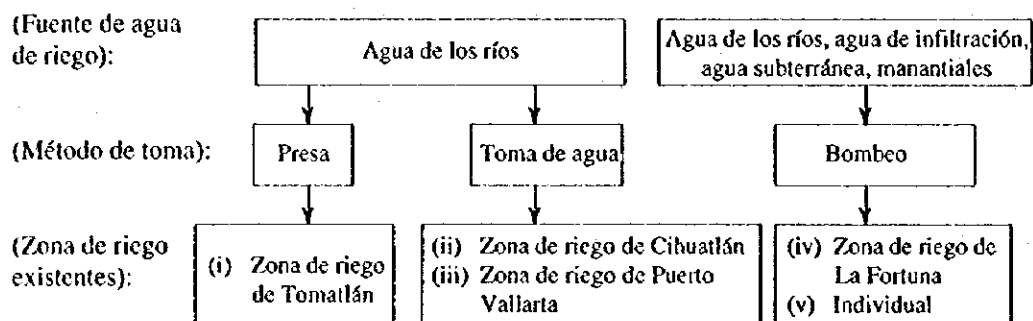 (Fuente de agua
de riego):
Agua de los ríos
Agua de los ríos, agua de infiltración,
agua subterránea, manantiales
(Método de toma):
Presa
Toma de agua
Bombeo
(Zona de riego
existentes):
(i) Zona de riego
de Tomatlán
(ii) Zona de riego de Cihuatlán
(iii) Zona de riego de Puerto
Vallarta
(iv) Zona de riego de
La Fortuna
(v) Individual